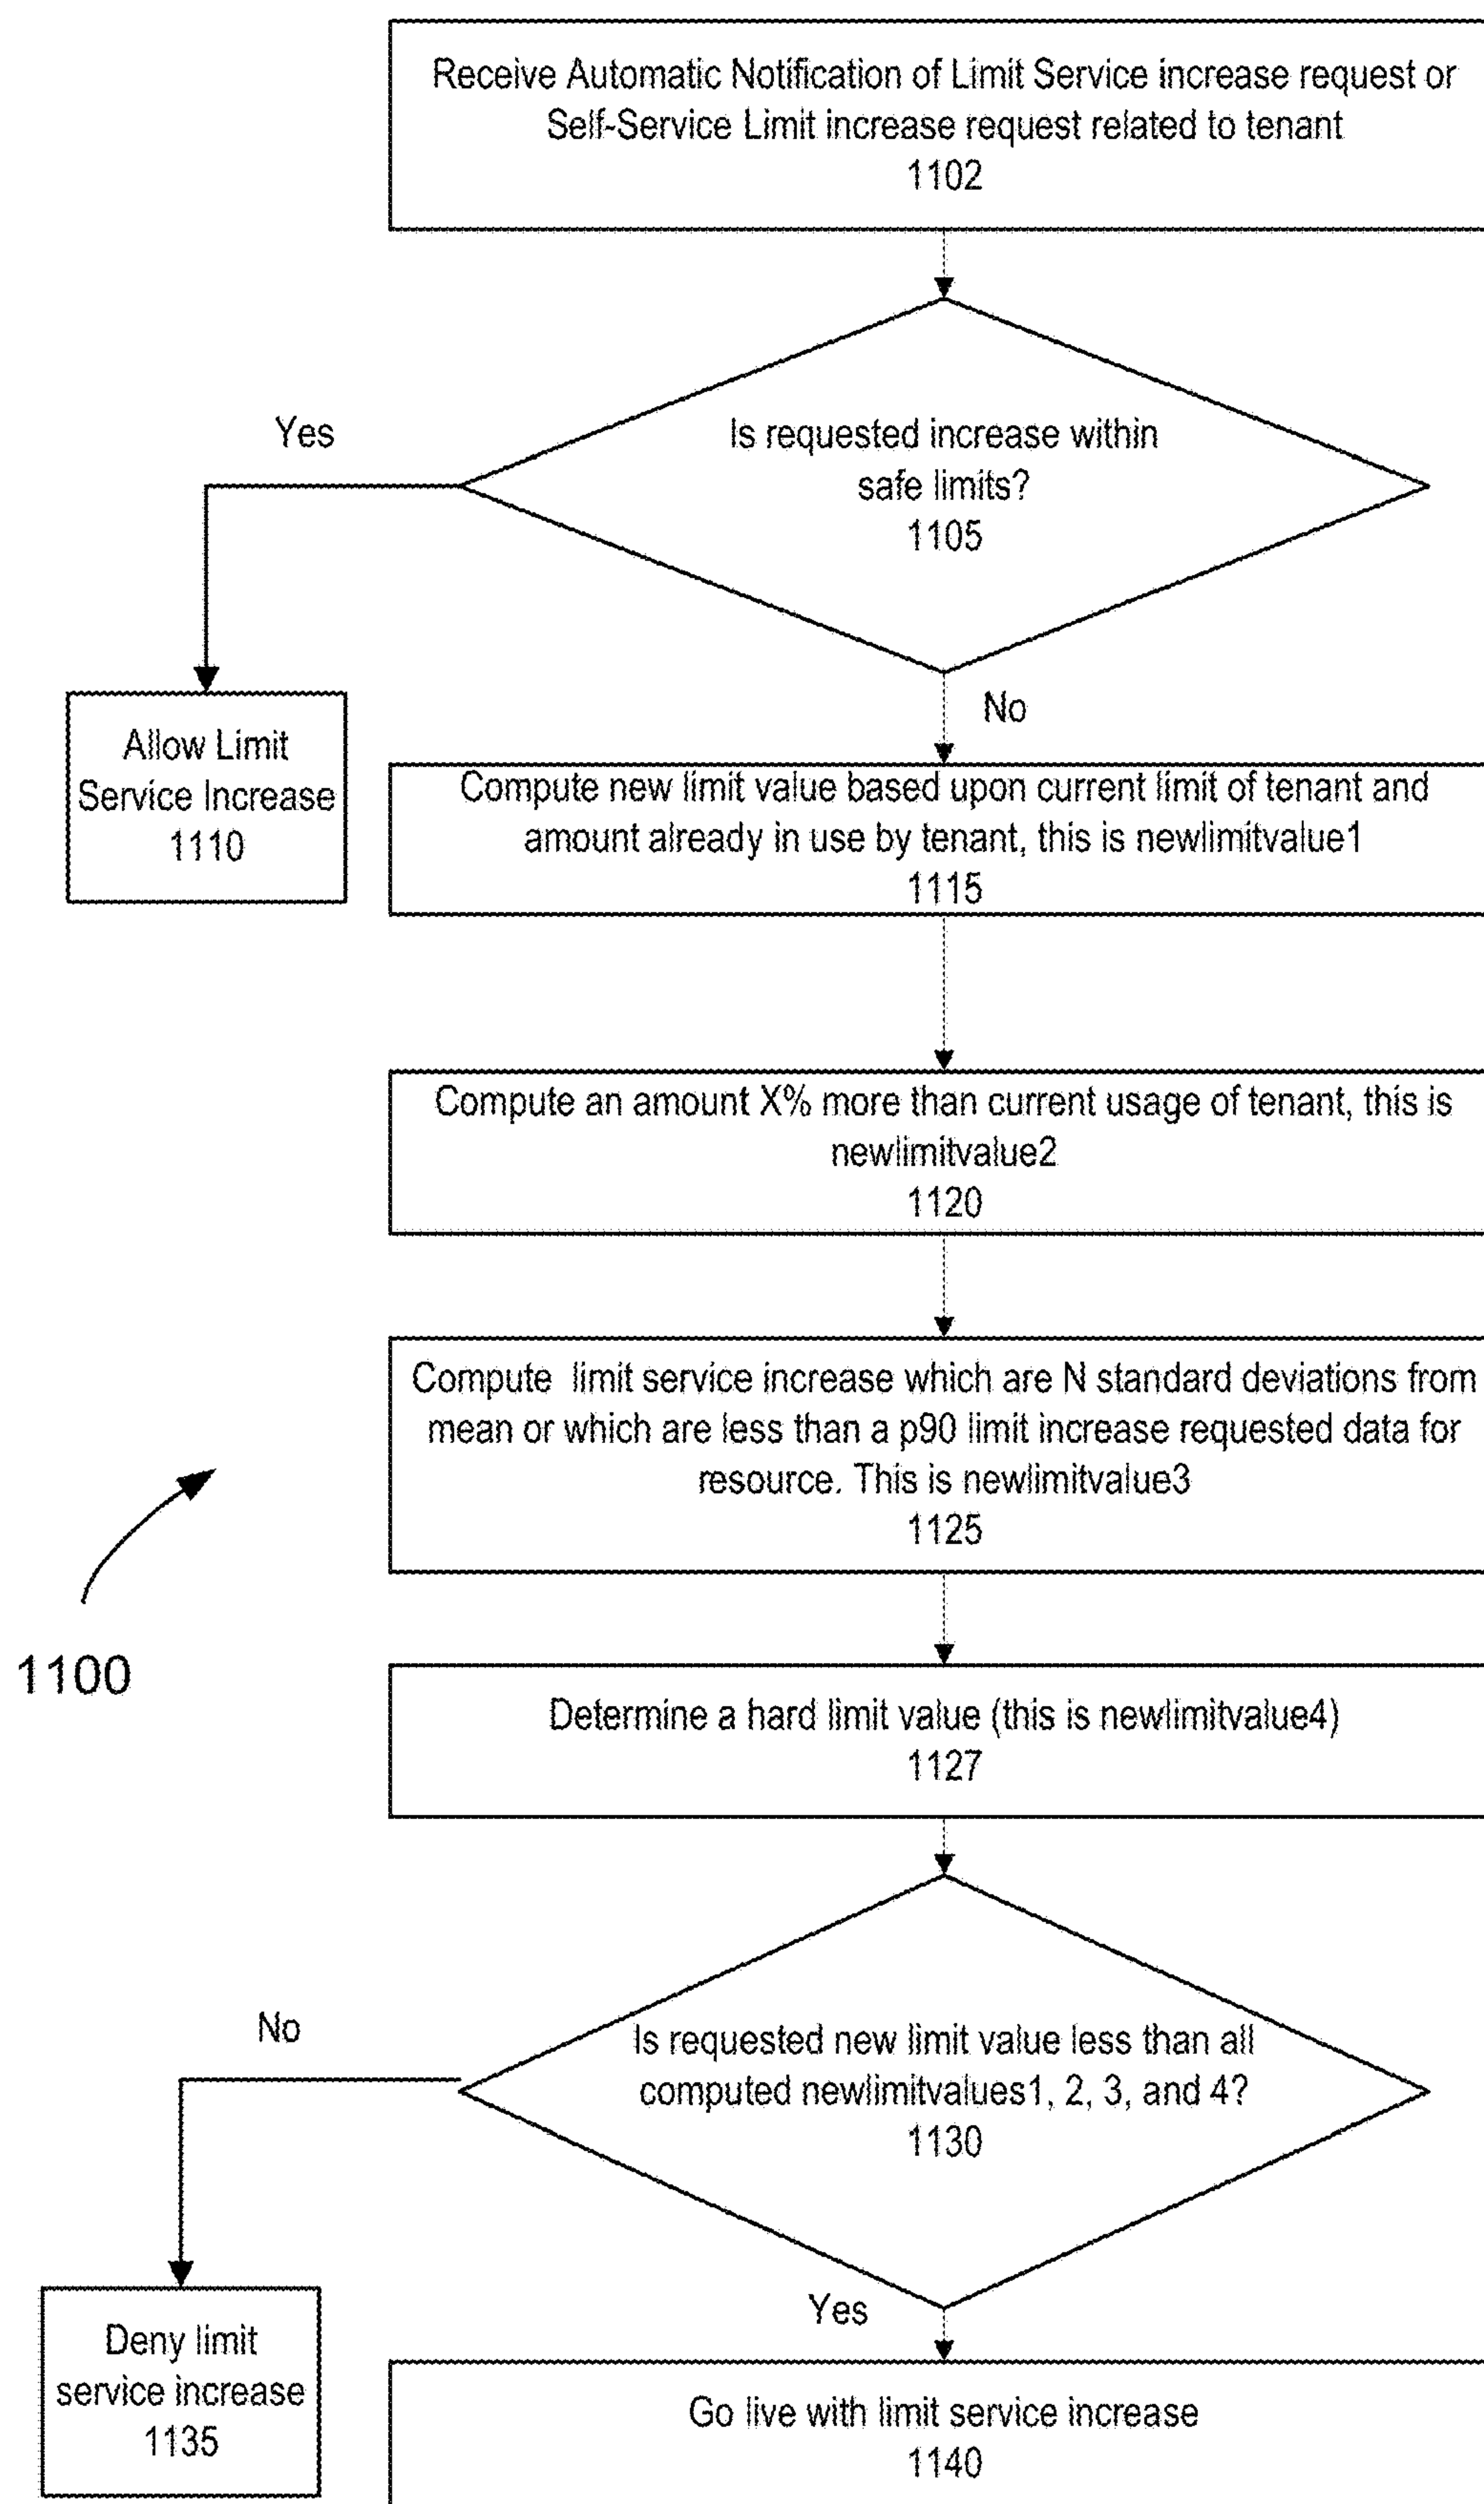 Receive Automatic Notification of Limit Service increase request or
Self-Service Limit increase request related to tenant
1102
Yes
Is requested increase within
safe limits?
1105
No
Allow Limit
Service Increase
1110
Compute new limit value based upon current limit of tenant and
amount already in use by tenant, this is newlimitvalue1
1115
Compute an amount X% more than current usage of tenant, this is
newlimitvalue2
1120
Compute limit service increase which are N standard deviations from
mean or which are less than a p90 limit increase requested data for
resource. This is newlimitvalue3
1125
1100
Determine a hard limit value (this is newlimitvalue4)
1127
No
Is requested new limit value less than all
computed newlimitvalues1, 2, 3, and 4?
1130
Yes
Deny limit
service increase
1135
Go live with limit service increase
1140